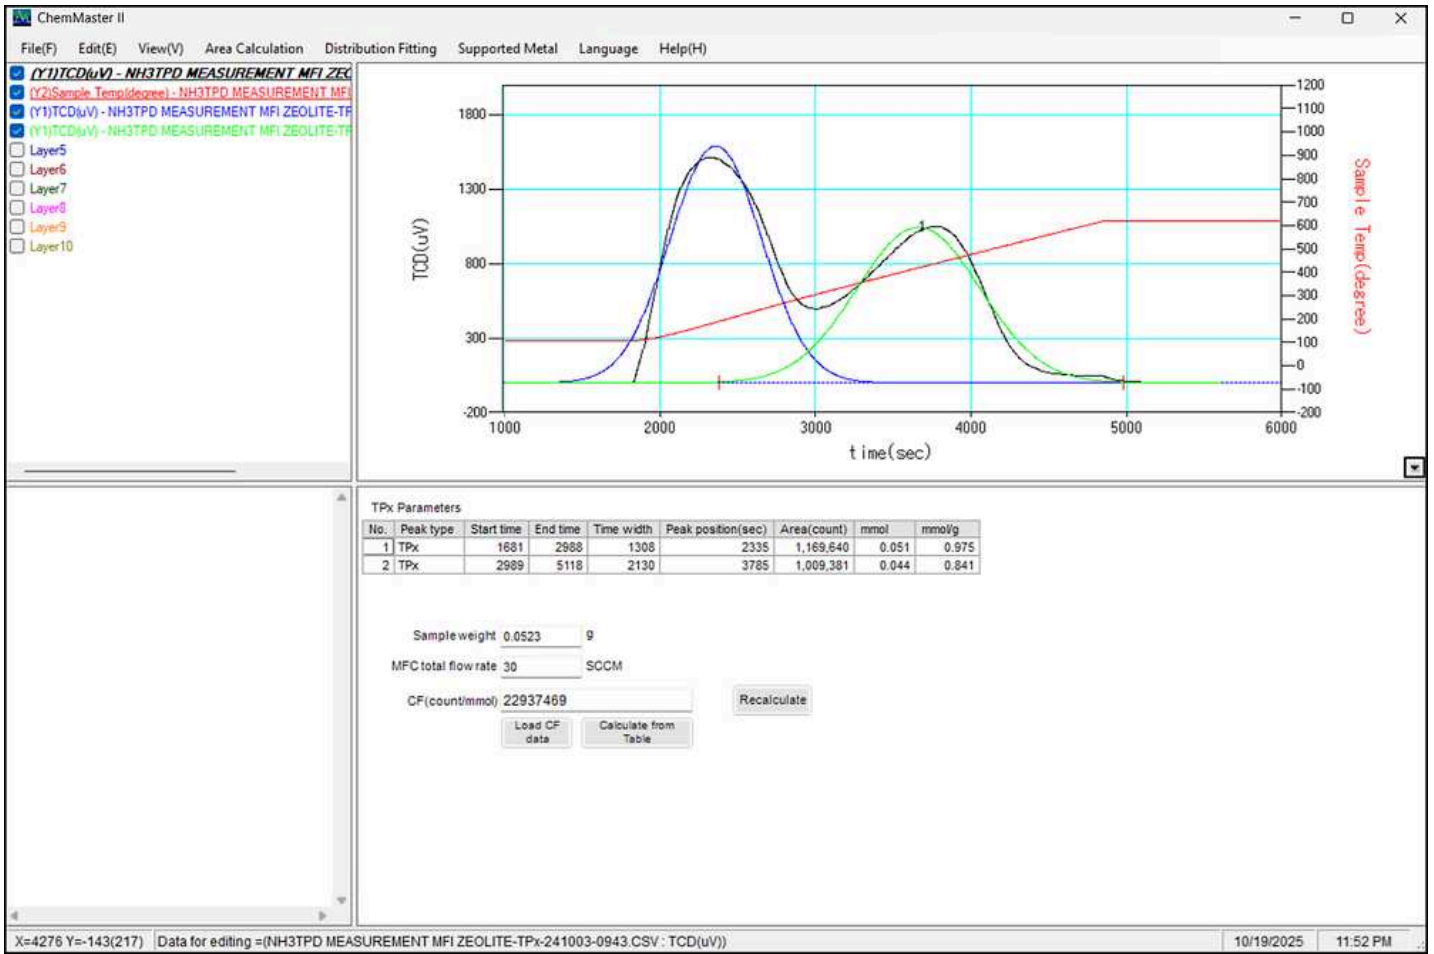 ChemMaster II
File(F) Edit(E) View(V) Area Calculation Distribution Fitting Supported Metal Language Help(H)
(Y1)TCD(uV) - NH3TPD MEASUREMENT MFI ZEC
(Y2)Sample Temp(degree) - NH3TPD MEASUREMENT MFI
(Y1)TCD(uV) - NH3TPD MEASUREMENT MFI ZEOLITE-TF
(Y1)TCD(uV) - NH3TPD MEASUREMENT MFI ZEOLITE-TF
Layer5
Layer6
Layer7
Layer8
Layer9
Layer10
TCD(uV)
1800
1300
800
300
-200
1
1200
1100
1000
900
800
700
600
500
400
300
200
100
0
-100
-200
Sample Temp(degree)
1000 2000 3000 4000 5000 6000
time(sec)
TPx Parameters
No. Peak type Start time End time Time width Peak position(sec) Area(count) mmol mmol/g
1 TPx 1681 2988 1308 2335 1,169,640 0.051 0.975
2 TPx 2989 5118 2130 3785 1,009,381 0.044 0.841
Sample weight 0.0523 g
MFC total flow rate 30 SCCM
CF(count/mmol) 22937469 Recalculate
Load CF data
Calculate from Table
X=4276 Y=-143(217) Data for editing =(NH3TPD MEASUREMENT MFI ZEOLITE-TPx-241003-0943.CSV : TCD(uV)) 10/19/2025 11:52 PM